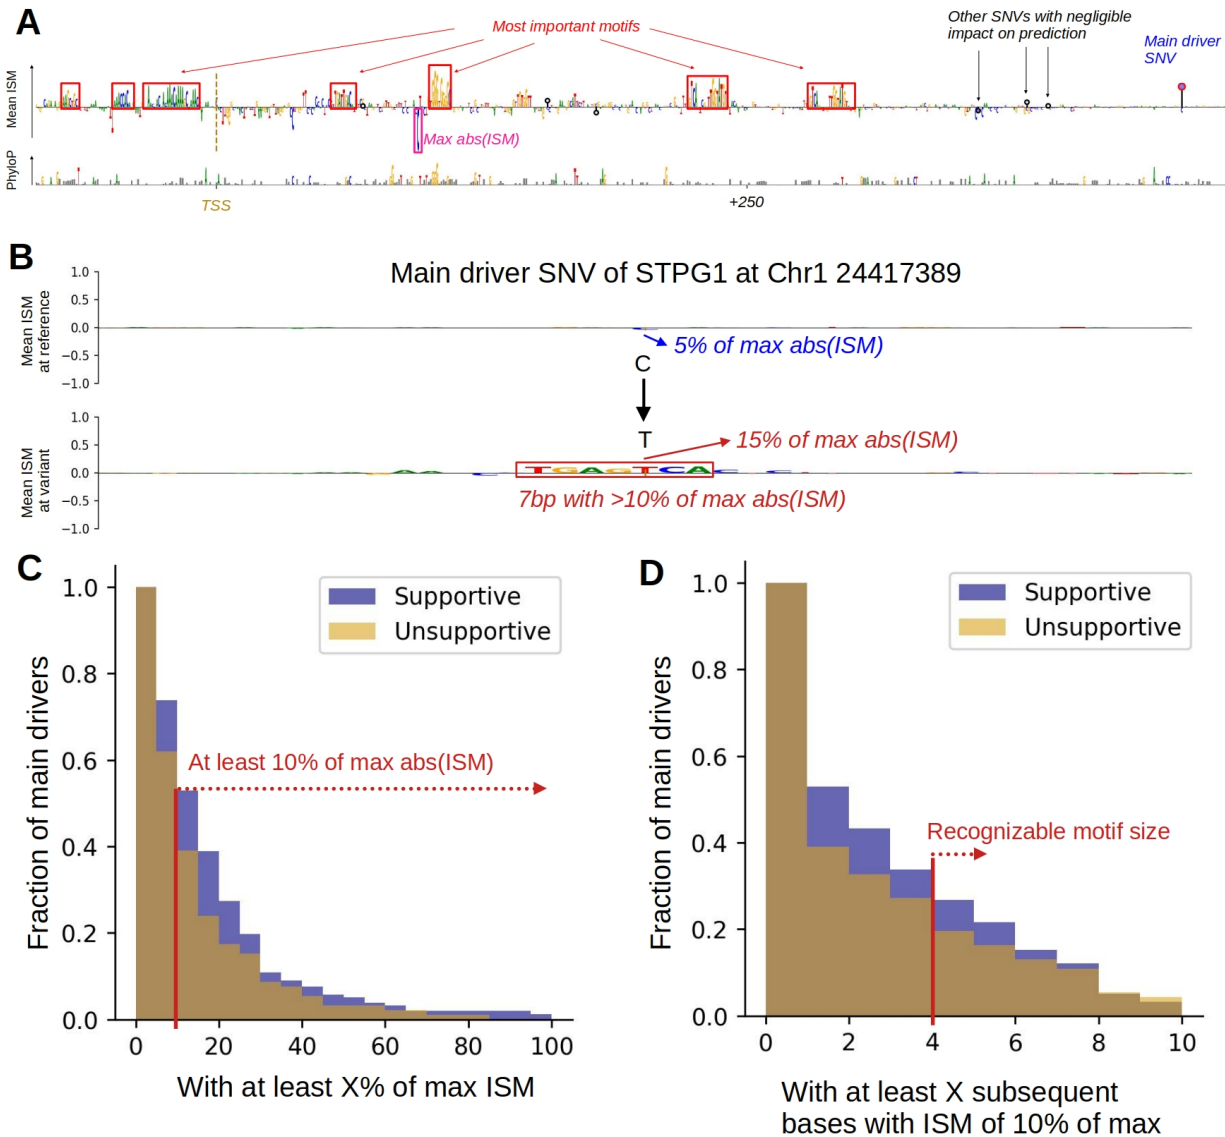 A
Most important motifs
Other SNVs with negligible
impact on prediction
Main driver
SNV
Mean ISM
Max abs(ISM)
PhyloP
TSS
+250
B
Main driver SNV of STPG1 at Chr1 24417389
Mean ISM
at reference
1.0
0.5
0.0
−0.5
−1.0
5% of max abs(ISM)
C
T
15% of max abs(ISM)
Mean ISM
at variant
1.0
0.5
0.0
−0.5
−1.0
TGAGTCA
7bp with >10% of max abs(ISM)
C
Supportive
Unsupportive
At least 10% of max abs(ISM)
Fraction of main drivers
1.0
0.8
0.6
0.4
0.2
0.0
0 20 40 60 80 100
With at least X% of max ISM
D
Supportive
Unsupportive
Recognizable motif size
Fraction of main drivers
1.0
0.8
0.6
0.4
0.2
0.0
0 2 4 6 8 10
With at least X subsequent
bases with ISM of 10% of max